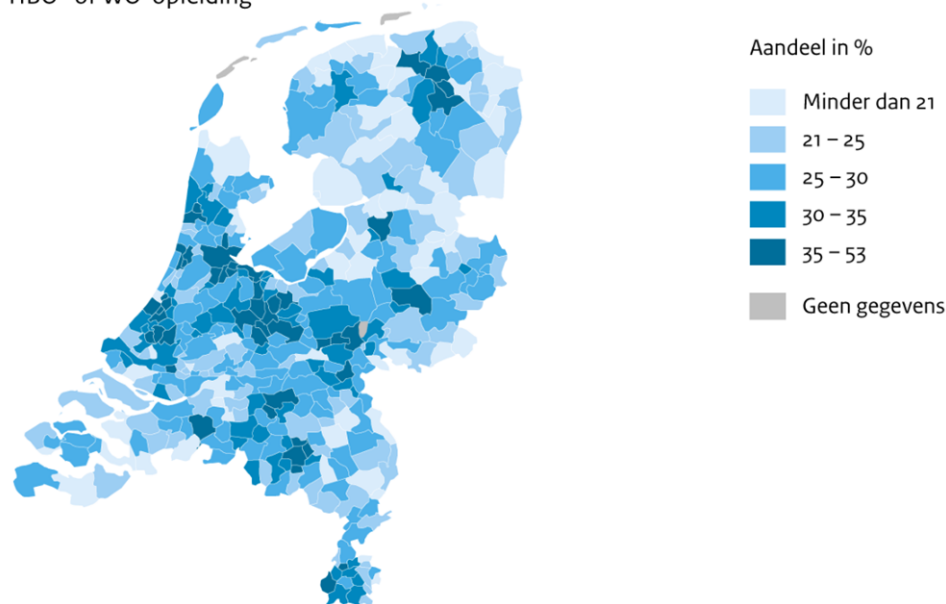 HBO- of WO-opleiding
Aandeel in %
Minder dan 21
21 – 25
25 – 30
30 – 35
35 – 53
Geen gegevens